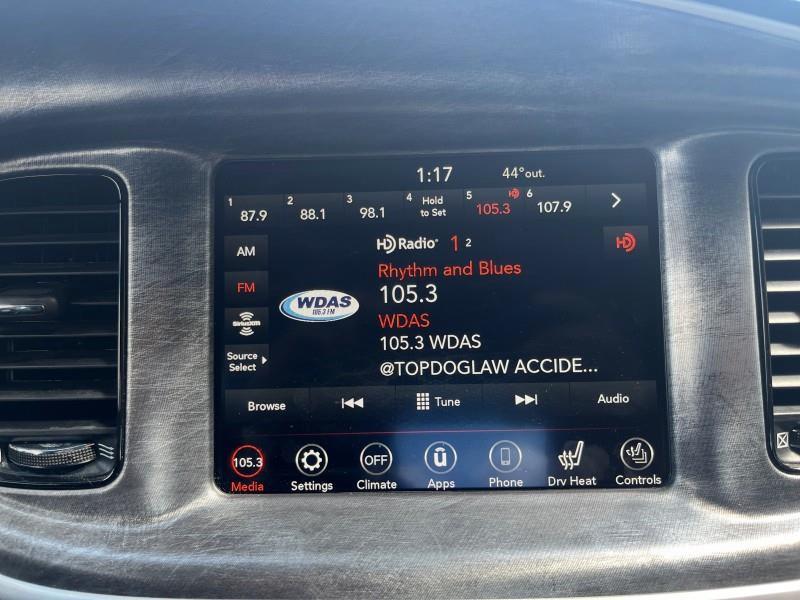 1:17 44°out.
1 87.9 2 88.1 3 98.1 4 Hold to Set 5 105.3 HD 6 107.9
AM
HD Radio 1 2
HD
Rhythm and Blues
FM
WDAS
105.3 FM
105.3
WDAS
SiriusXM
105.3 WDAS
Source
Select
@TOPDOGLAW ACCIDE...
Browse Tune Audio
105.3 OFF ū
Media Settings Climate Apps Phone Drv Heat Controls